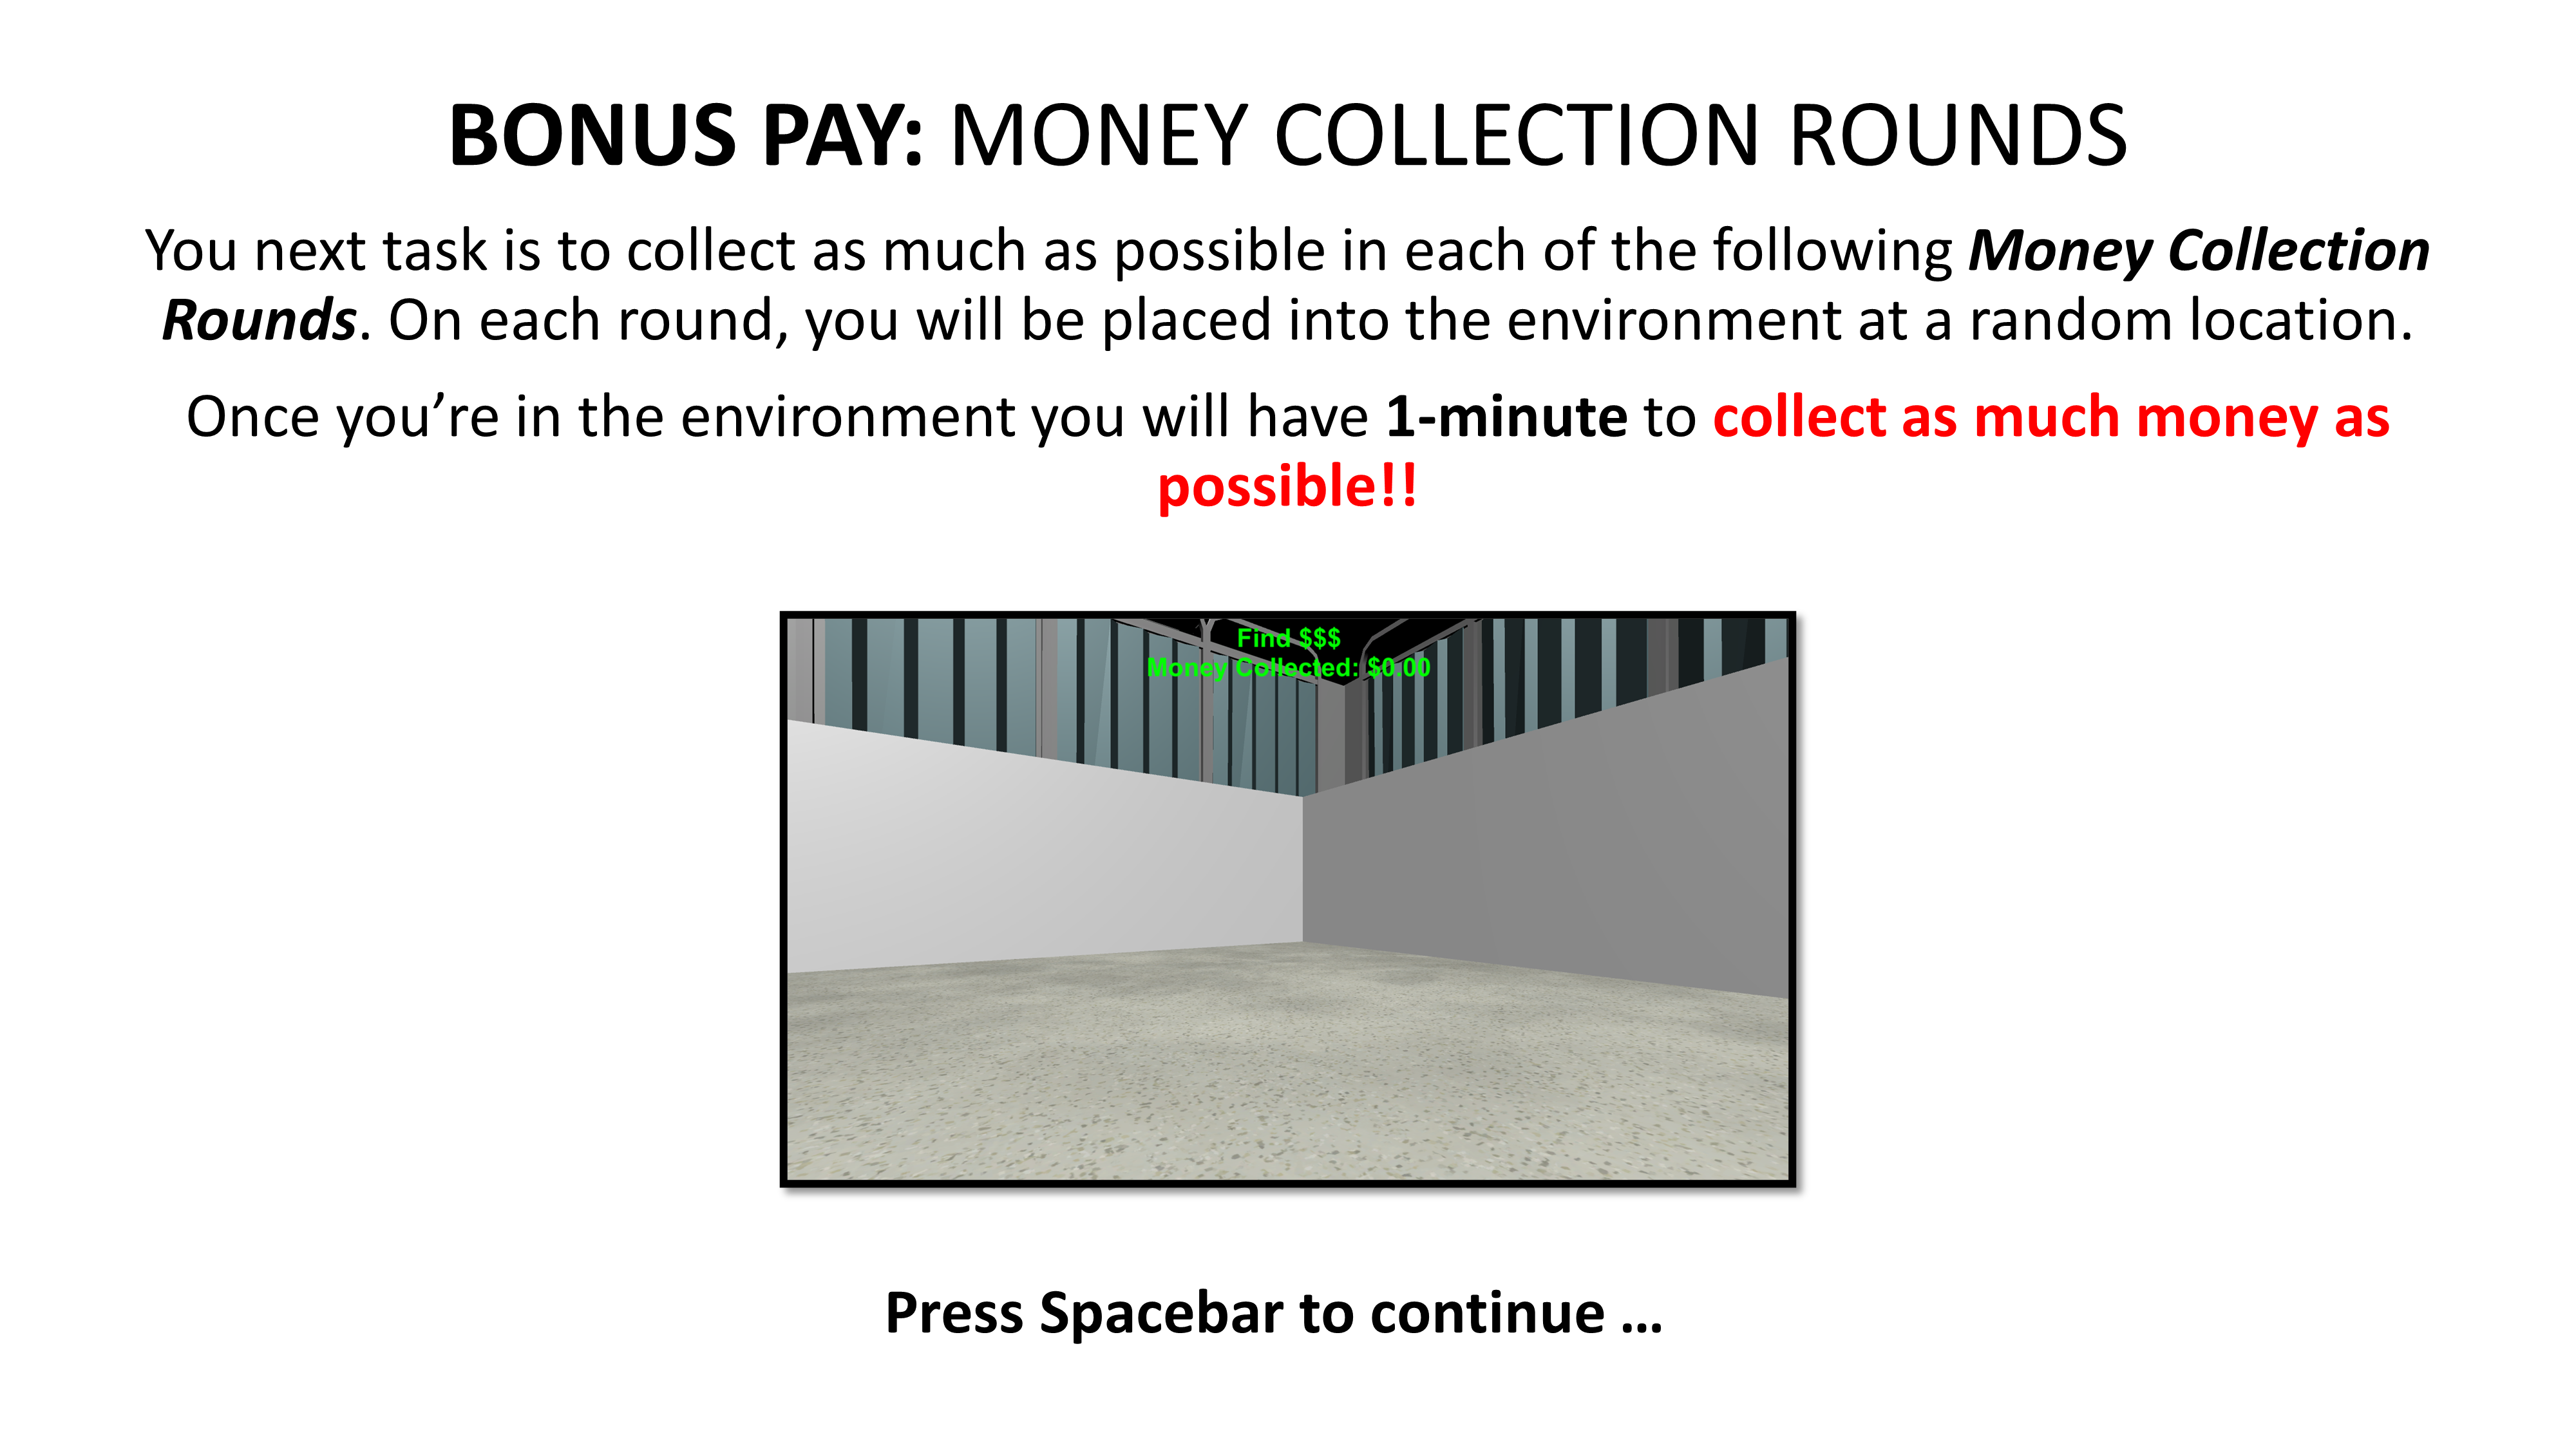 BONUS PAY: MONEY COLLECTION ROUNDS
You next task is to collect as much as possible in each of the following Money Collection
Rounds. On each round, you will be placed into the environment at a random location.
Once you’re in the environment you will have 1-minute to collect as much money as
possible!!
Find $$$
Money Collected: $0.00
Press Spacebar to continue …